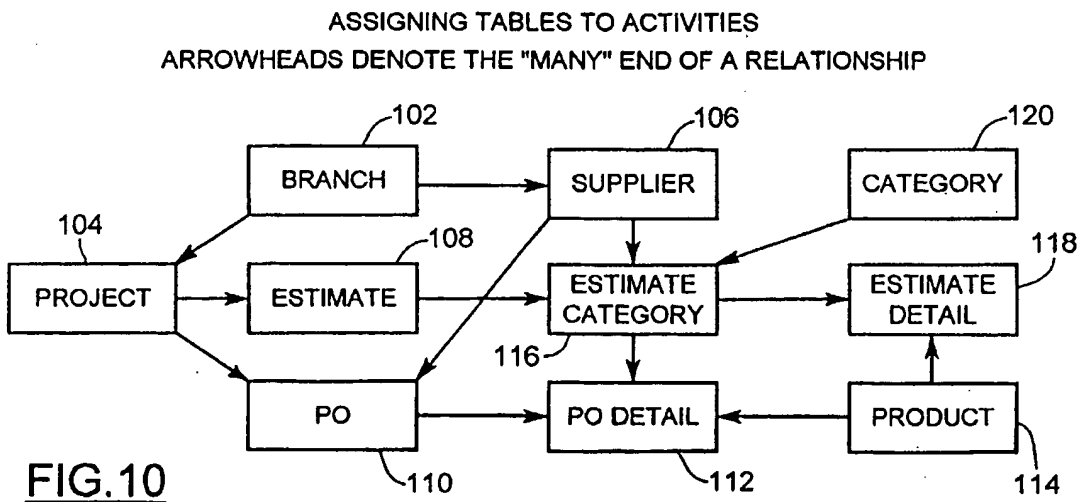 ASSIGNING TABLES TO ACTIVITIES
ARROWHEADS DENOTE THE "MANY" END OF A RELATIONSHIP
102
106
120
BRANCH
SUPPLIER
CATEGORY
104
108
118
PROJECT
ESTIMATE
ESTIMATE
CATEGORY
ESTIMATE
DETAIL
116
PO
PO DETAIL
PRODUCT
110
112
114
FIG.10